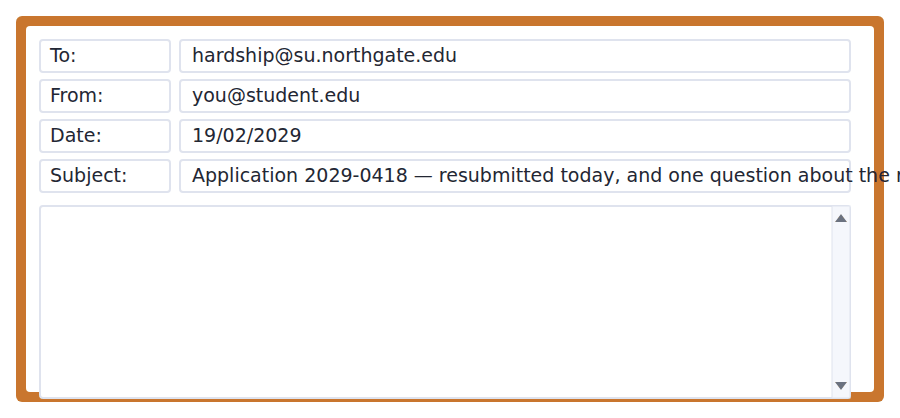 To: hardship@su.northgate.edu
From: you@student.edu
Date: 19/02/2029
Subject: Application 2029-0418 — resubmitted today, and one question about the